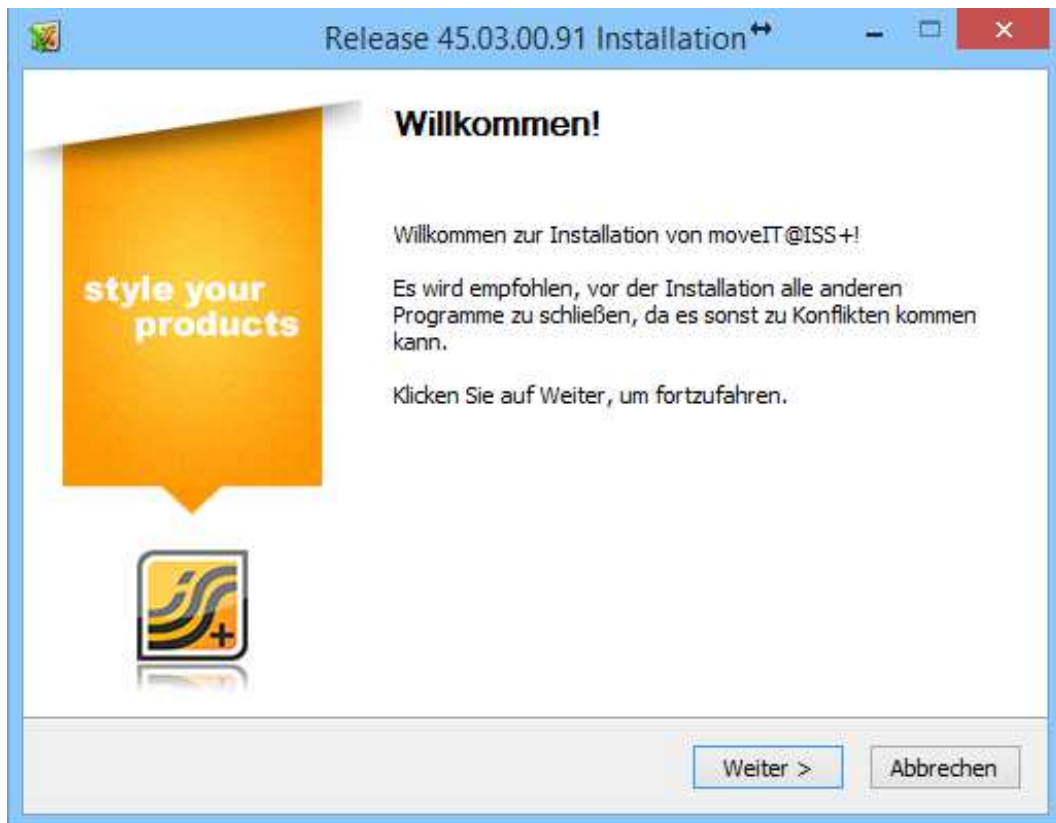 Release 45.03.00.91 Installation
Willkommen!
style your
products
Willkommen zur Installation von moveIT@ISS+!
Es wird empfohlen, vor der Installation alle anderen
Programme zu schließen, da es sonst zu Konflikten kommen
kann.
Klicken Sie auf Weiter, um fortzufahren.
Weiter >
Abbrechen